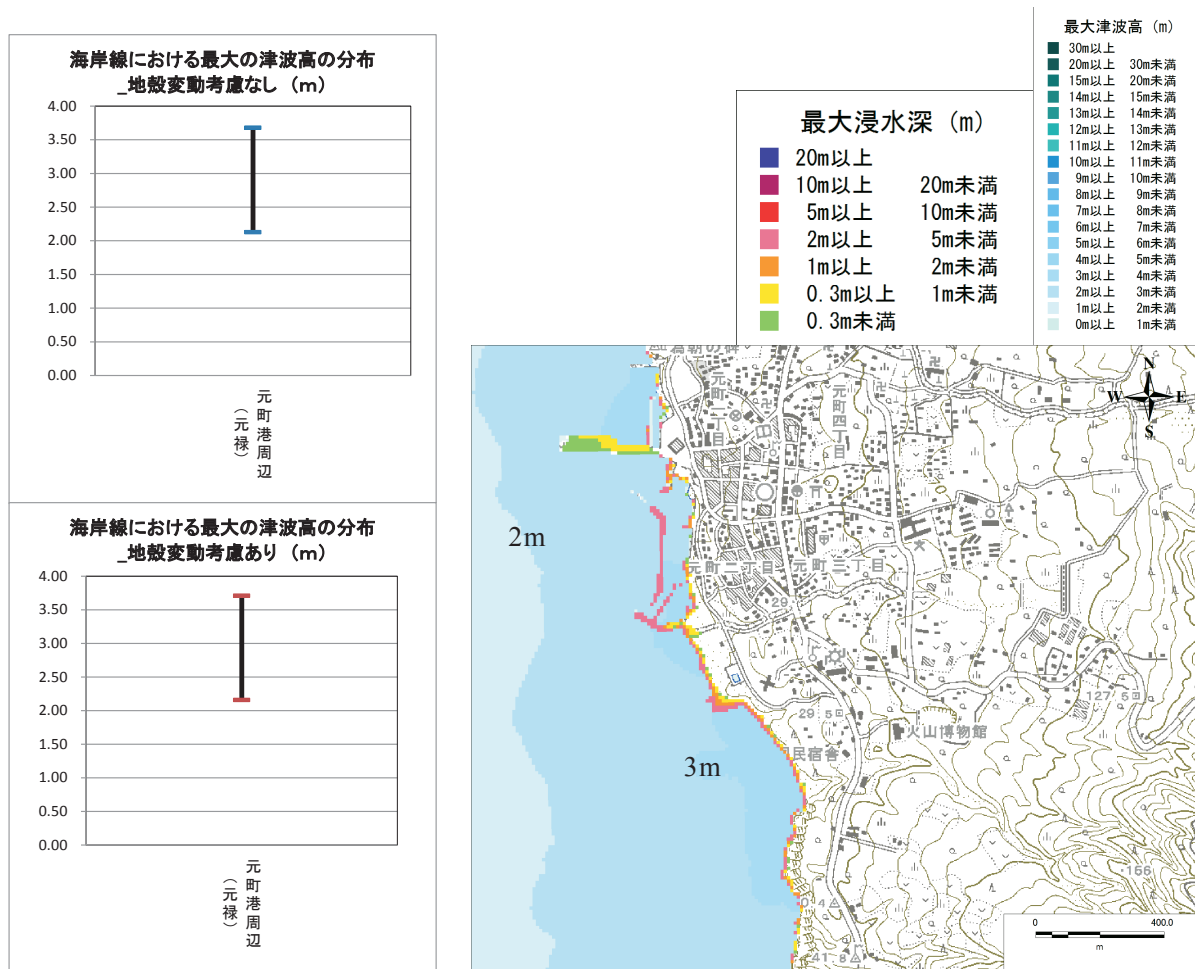 海岸線における最大の津波高の分布
_地殻変動考慮なし（m）
4.00
3.50
3.00
2.50
2.00
1.50
1.00
0.50
0.00
元町港周辺
（元禄）
海岸線における最大の津波高の分布
_地殻変動考慮あり（m）
4.00
3.50
3.00
2.50
2.00
1.50
1.00
0.50
0.00
元町港周辺
（元禄）
最大浸水深（m）
20m以上
10m以上 20m未満
5m以上 10m未満
2m以上 5m未満
1m以上 2m未満
0.3m以上 1m未満
0.3m未満
最大津波高（m）
30m以上
20m以上 30m未満
15m以上 20m未満
14m以上 15m未満
13m以上 14m未満
12m以上 13m未満
11m以上 12m未満
10m以上 11m未満
9m以上 10m未満
8m以上 9m未満
7m以上 8m未満
6m以上 7m未満
5m以上 6m未満
4m以上 5m未満
3m以上 4m未満
2m以上 3m未満
1m以上 2m未満
0m以上 1m未満
為朝の碑
元町一丁目
元町四丁目
N
W E
S
2m
元町二丁目 元町三丁目
29
127.5
29.5
火山博物館
国民宿舎
3m
166
41.8
0 400.0
m